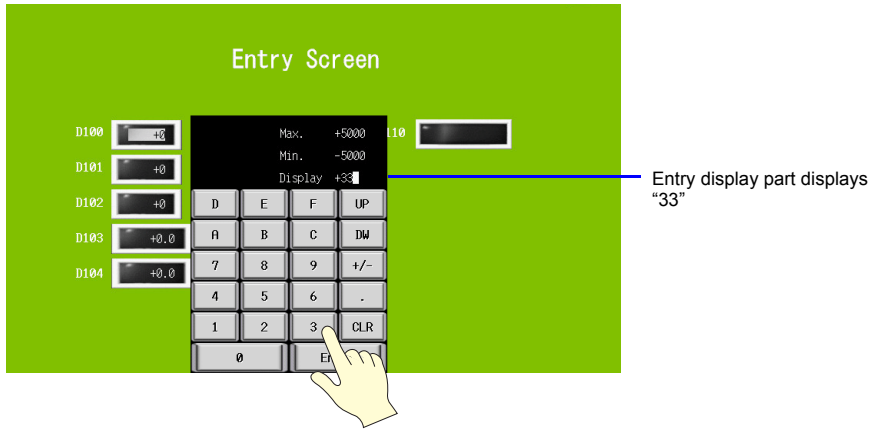 Entry Screen
D100 +0
Max. +5000
110
Min. -5000
D101 +0
Display +33
Entry display part displays
“33”
D102 +0
D E F UP
D103 +0.0
A B C DW
D104 +0.0
7 8 9 +/-
4 5 6 .
1 2 3 CLR
0